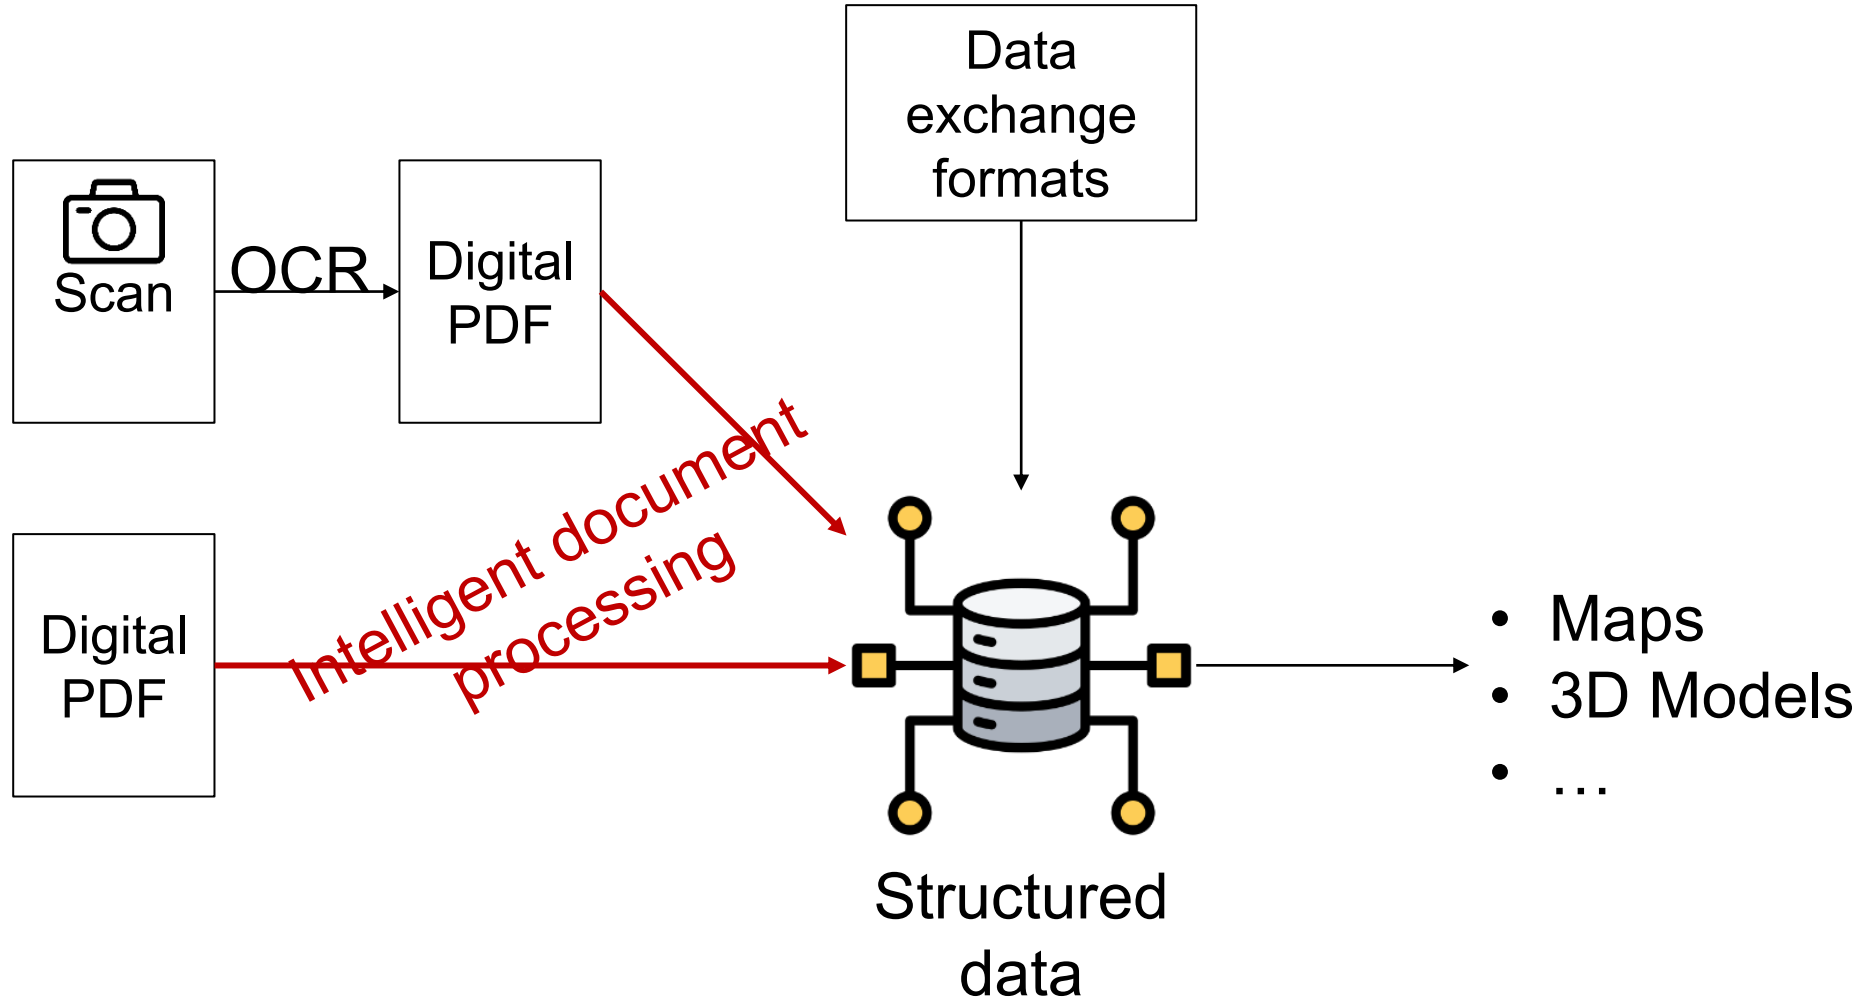 Data
exchange
formats
Scan
OCR
Digital
PDF
Intelligent document
processing
Digital
PDF
Structured
data
• Maps
• 3D Models
• …